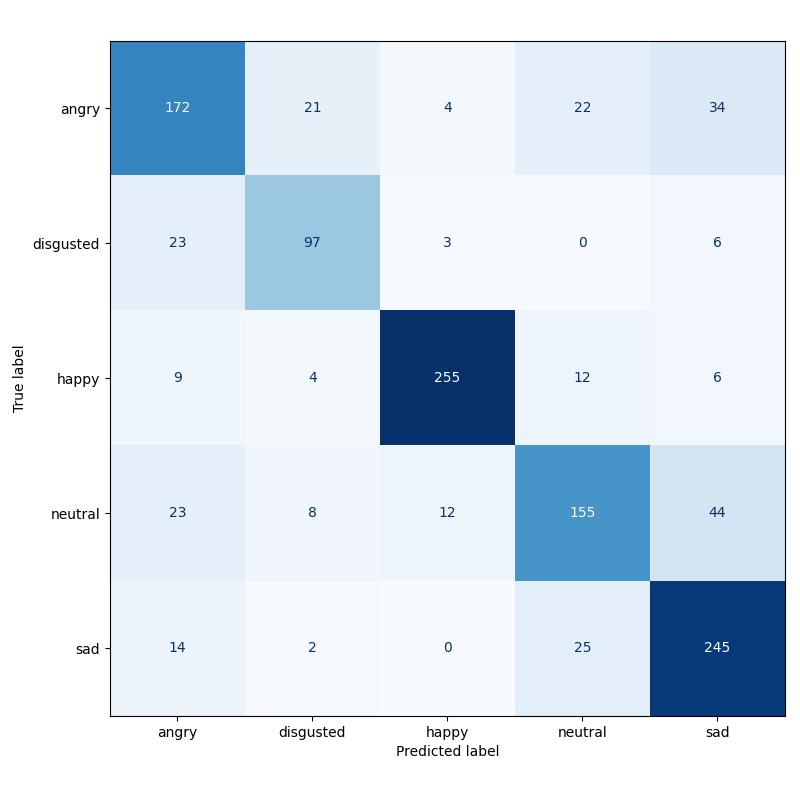 angry 172 21 4 22 34
disgusted 23 97 3 0 6
happy 9 4 255 12 6
neutral 23 8 12 155 44
sad 14 2 0 25 245
angry disgusted happy neutral sad
Predicted label
True label